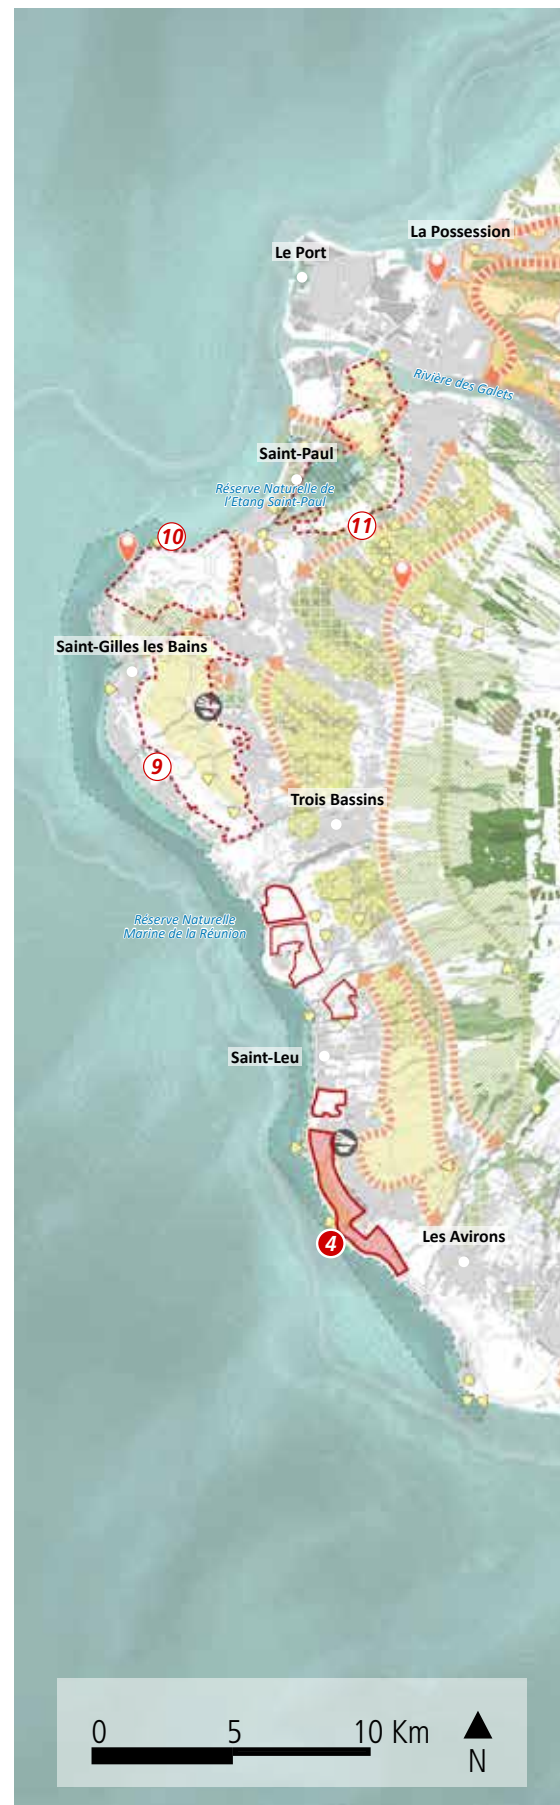 La Possession
Le Port
Rivière des Galets
Saint-Paul
Réserve Naturelle de
l'Etang Saint-Paul
11
10
Saint-Gilles les Bains
9
Trois Bassins
Réserve Naturelle
Marine de la Réunion
Saint-Leu
Les Avirons
4
0 5 10 Km
N